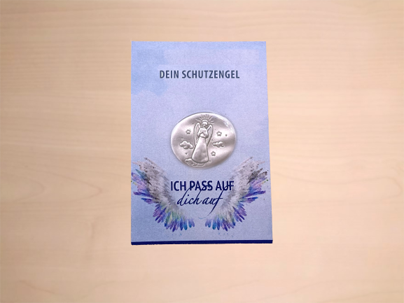 DEIN SCHUTZENGEL
ICH PASS AUF
dich auf